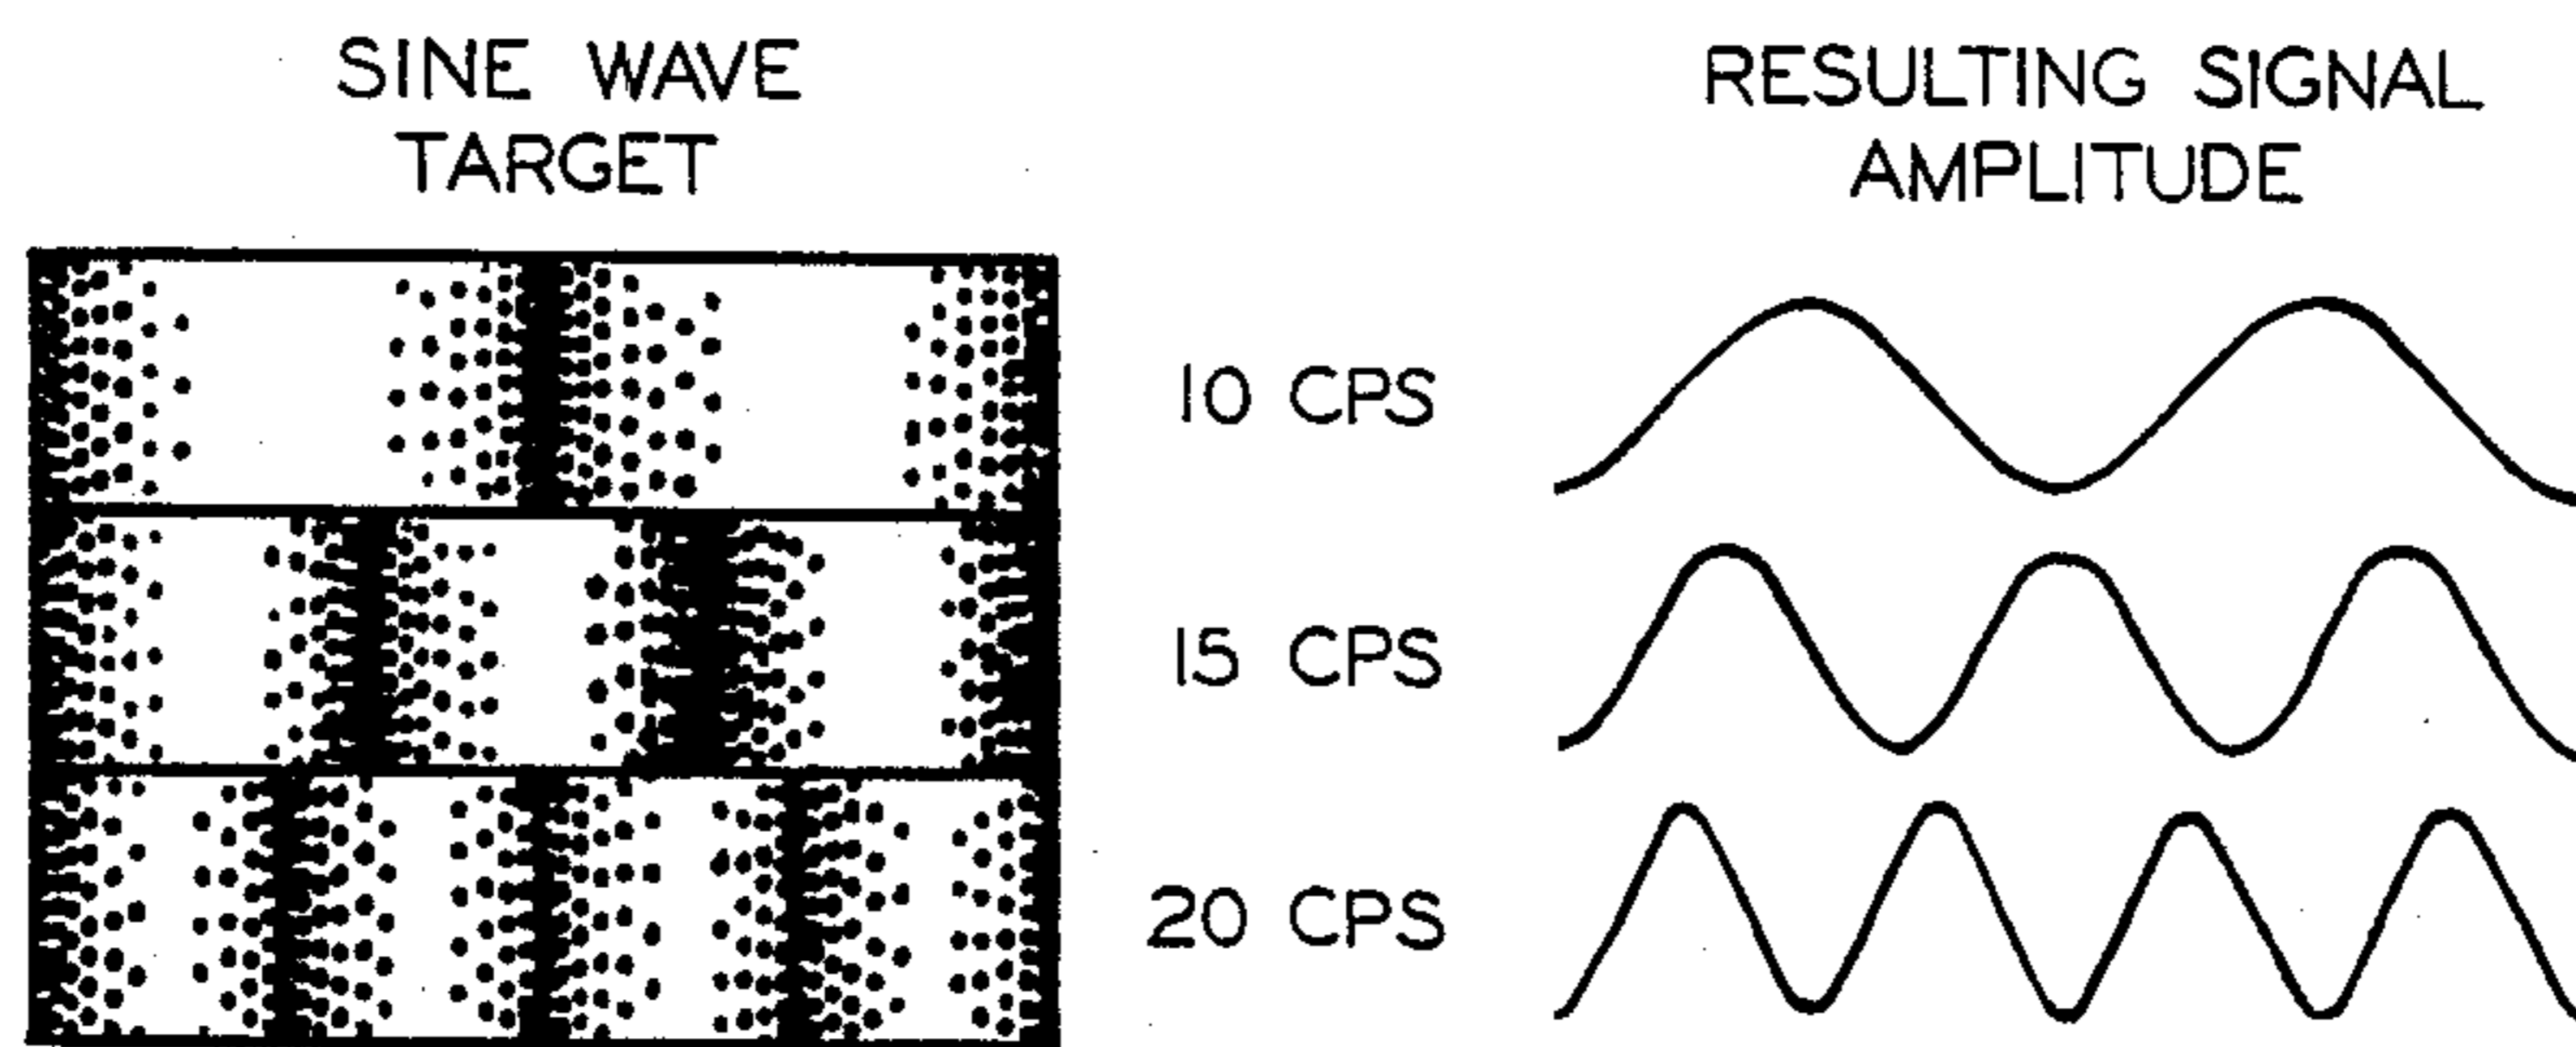 SINE WAVE
TARGET
RESULTING SIGNAL
AMPLITUDE
10 CPS
15 CPS
20 CPS